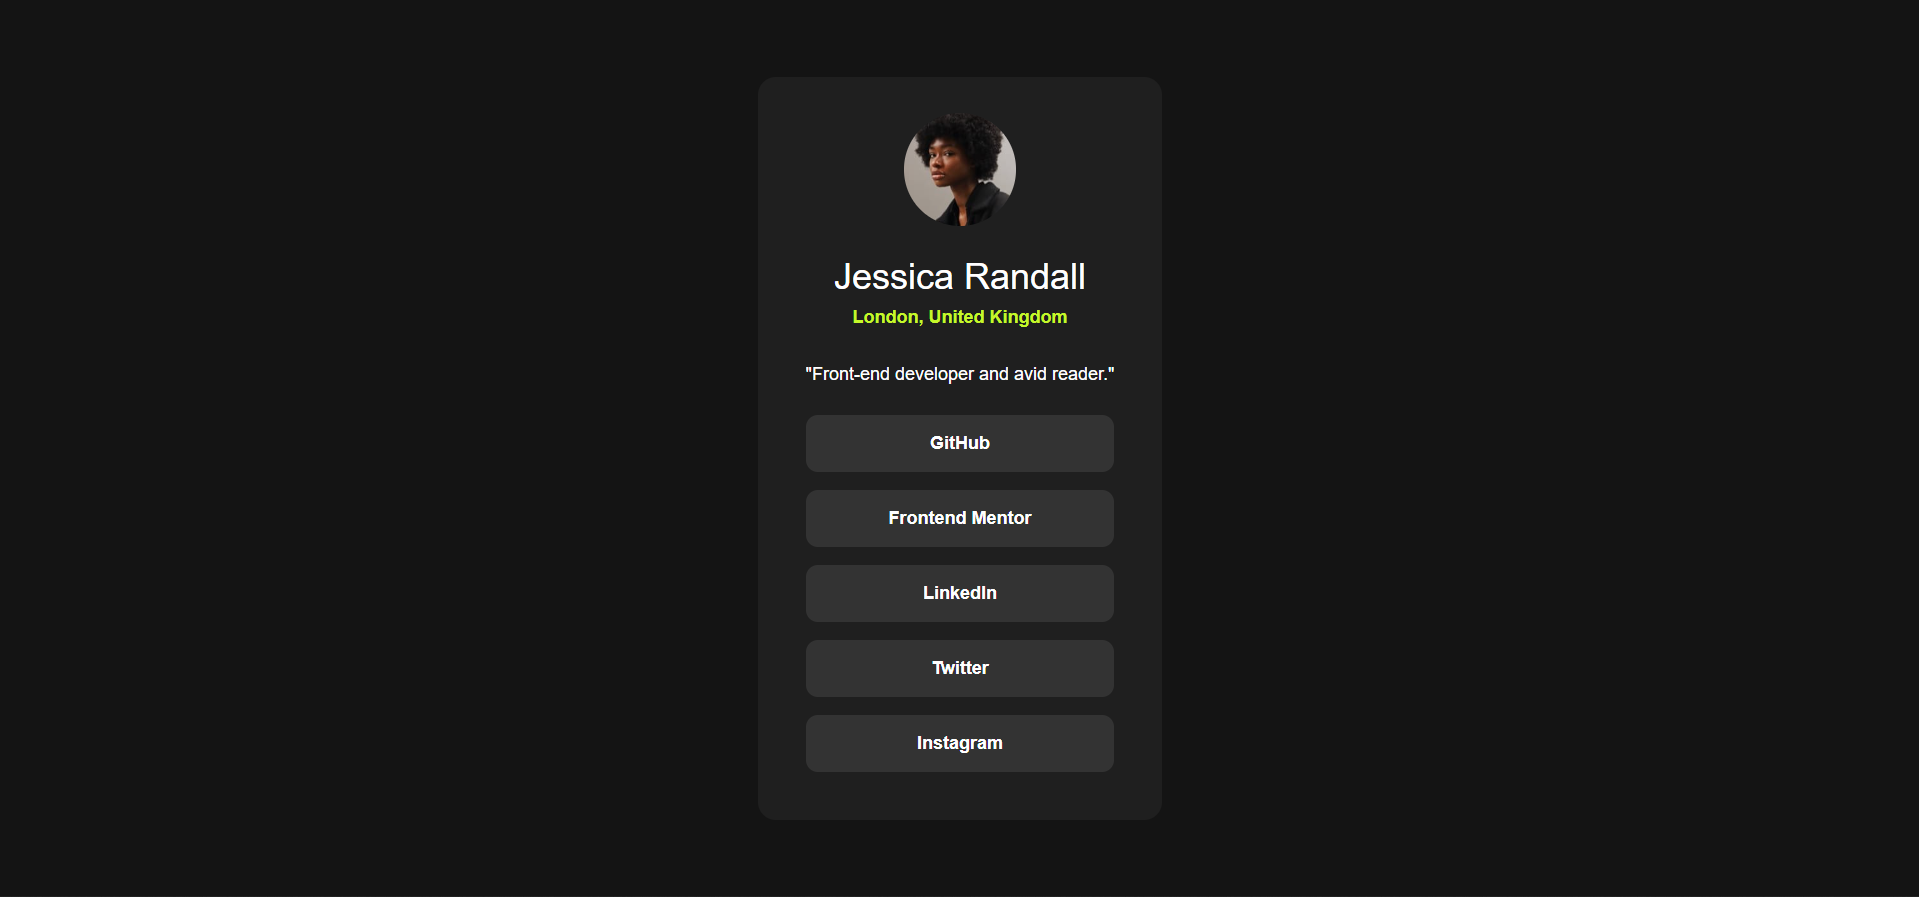 Jessica Randall
London, United Kingdom
"Front-end developer and avid reader."
GitHub
Frontend Mentor
LinkedIn
Twitter
Instagram